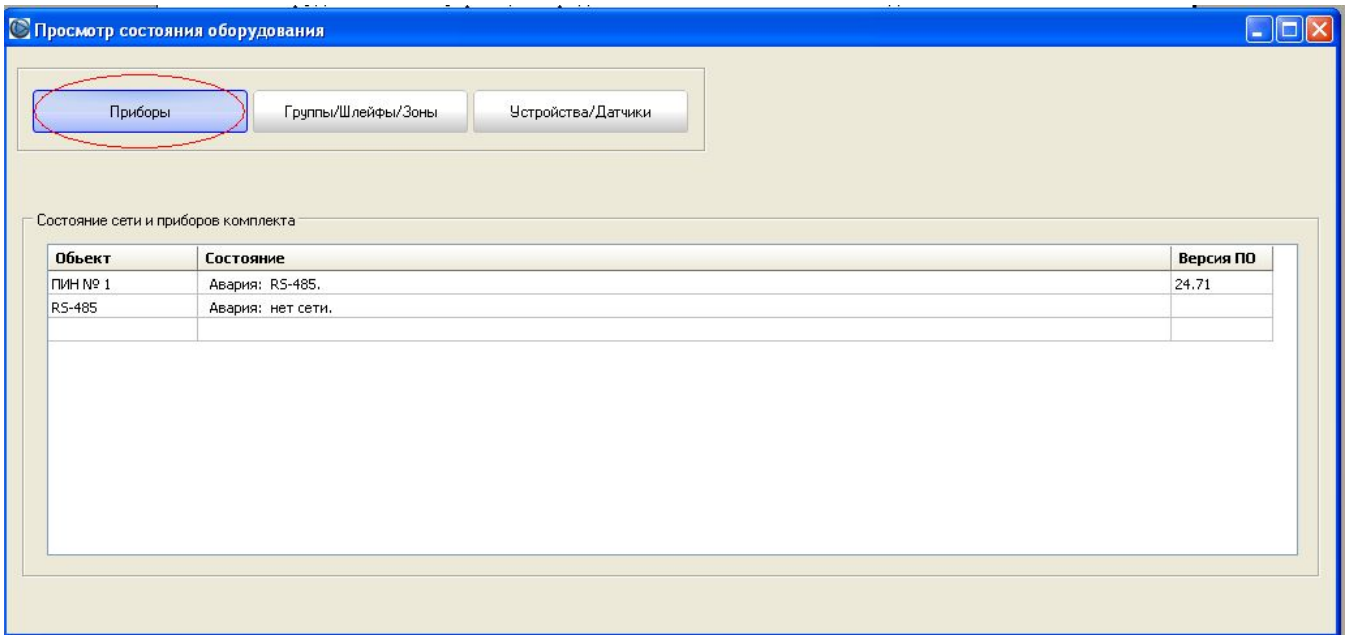 Просмотр состояния оборудования
Приборы Группы/Шлейфы/Зоны Устройства/Датчики
Состояние сети и приборов комплекта
Обьект Состояние Версия ПО
ПИН № 1 Авария: RS-485. 24.71
RS-485 Авария: нет сети.